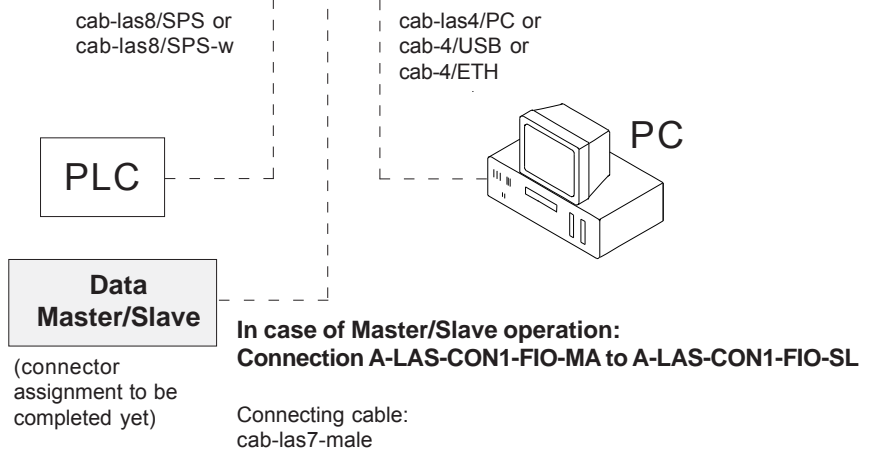 cab-las8/SPS or
cab-las8/SPS-w
cab-las4/PC or
cab-4/USB or
cab-4/ETH
PC
PLC
Data
Master/Slave
(connector
assignment to be
completed yet)
In case of Master/Slave operation:
Connection A-LAS-CON1-FIO-MA to A-LAS-CON1-FIO-SL
Connecting cable:
cab-las7-male